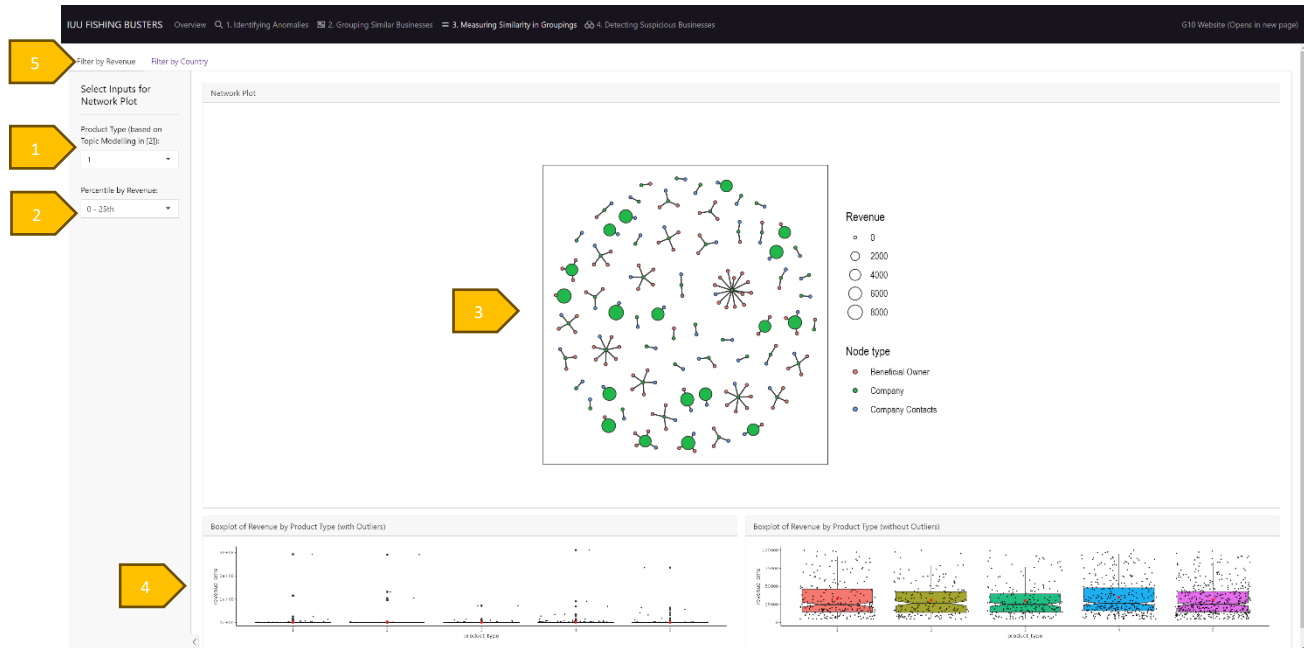 IUU FISHING BUSTERS Overview 1. Identifying Anomalies 2. Grouping Similar Businesses 3. Measuring Similarity in Groupings 4. Detecting Suspicious Businesses G10 Website (Opens in new page)
5
Filter by Revenue Filter by Country
Select Inputs for
Network Plot
Product Type (based on
Topic Modelling in [2]):
1
1
Percentile by Revenue:
2
0 - 25th
Network Plot
3
Revenue
0
2000
4000
6000
8000
Node type
Beneficial Owner
Company
Company Contacts
4
Boxplot of Revenue by Product Type (with Outliers)
revenue_omu
product_type
Boxplot of Revenue by Product Type (without Outliers)
revenue_omu
product_type